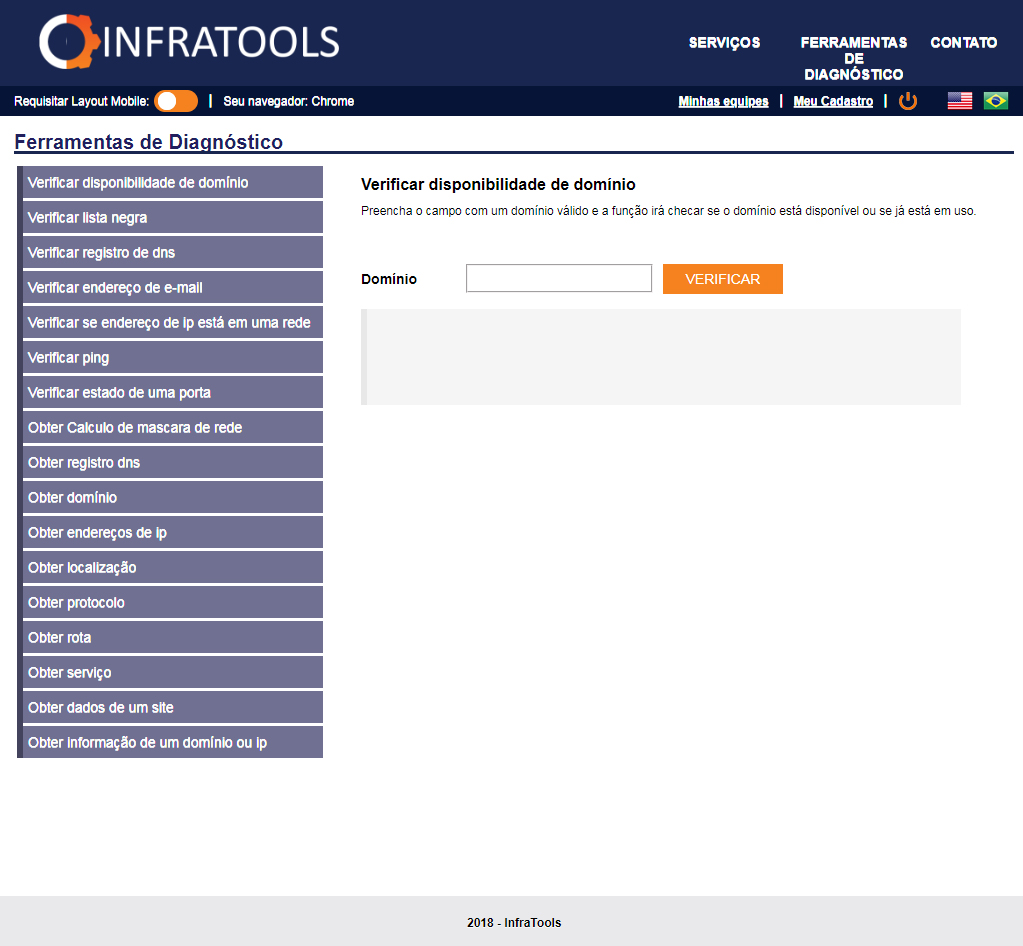 INFRATOOLS
SERVIÇOS
FERRAMENTAS
DE
DIAGNÓSTICO
CONTATO
Requisitar Layout Mobile: | Seu navegador: Chrome
Minhas equipes | Meu Cadastro |
Ferramentas de Diagnóstico
Verificar disponibilidade de domínio
Verificar lista negra
Verificar registro de dns
Verificar endereço de e-mail
Verificar se endereço de ip está em uma rede
Verificar ping
Verificar estado de uma porta
Obter Calculo de mascara de rede
Obter registro dns
Obter domínio
Obter endereços de ip
Obter localização
Obter protocolo
Obter rota
Obter serviço
Obter dados de um site
Obter informação de um domínio ou ip
Verificar disponibilidade de domínio
Preencha o campo com um domínio válido e a função irá checar se o domínio está disponível ou se já está em uso.
Domínio
VERIFICAR
2018 - InfraTools